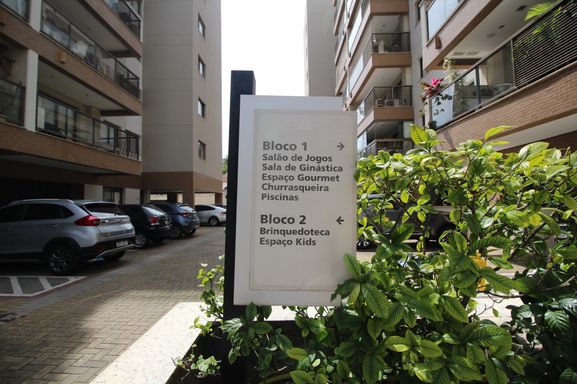 Bloco 1 →
Salão de Jogos
Sala de Ginástica
Espaço Gourmet
Churrasqueira
Piscinas
Bloco 2 ←
Brinquedoteca
Espaço Kids